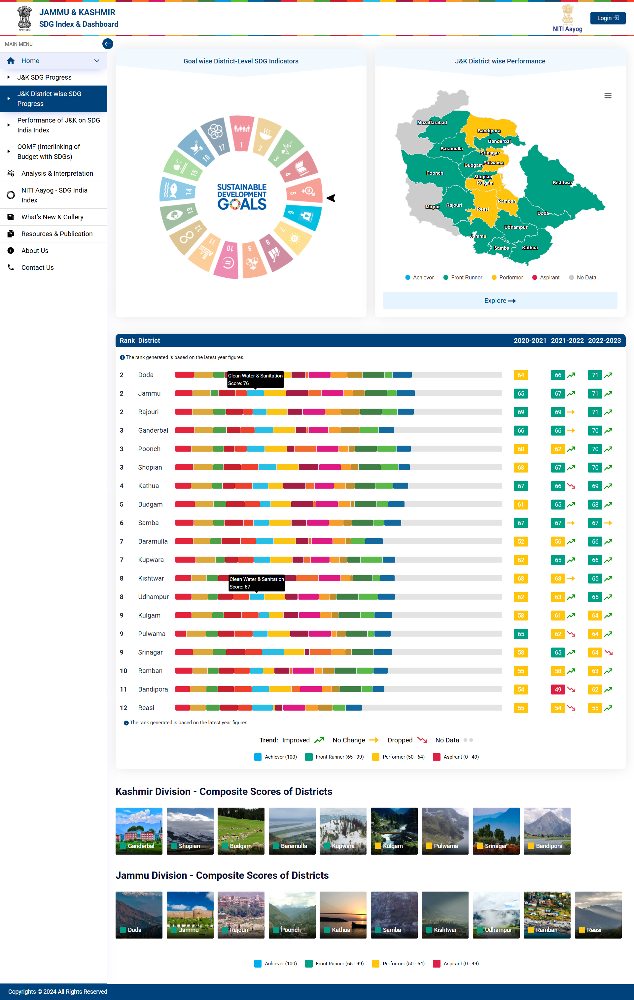 JAMMU & KASHMIR
SDG Index & Dashboard
सत्यमेव जयते
NITI Aayog
Login
MAIN MENU
Home
J&K SDG Progress
J&K District wise SDG
Progress
Performance of J&K on SDG
India Index
OOMF (Interlinking of
Budget with SDGs)
Analysis & Interpretation
NITI Aayog - SDG India
Index
What's New & Gallery
Resources & Publication
About Us
Contact Us
Goal wise District-Level SDG Indicators
1
2
3
4
5
6
7
8
9
10
11
12
13
14
15
16
17
SUSTAINABLE
DEVELOPMENT
GOALS
J&K District wise Performance
Muzaffarabad
Bandipora
Ganderbal
Baramulla
Srinagar
Pulwama
Budgam
Poonch
Shopian
Kulgam
Kishtwar
Ramban
Mirpur
Rajouri
Reasi
Doda
Udhampur
Jammu
Samba
Kathua
Achiever Front Runner Performer Aspirant No Data
Explore
Rank District 2020-2021 2021-2022 2022-2023
The rank generated is based on the latest year figures.
2 Doda 64 66 71
Clean Water & Sanitation
Score: 76
2 Jammu 65 67 71
2 Rajouri 69 69 71
3 Ganderbal 66 66 70
3 Poonch 60 62 70
3 Shopian 63 67 70
4 Kathua 67 66 69
5 Budgam 61 65 68
6 Samba 67 67 67
7 Baramulla 52 56 66
7 Kupwara 62 65 66
8 Kishtwar 63 63 65
Clean Water & Sanitation
Score: 67
8 Udhampur 62 63 65
9 Kulgam 58 61 64
9 Pulwama 65 62 64
9 Srinagar 58 65 64
10 Ramban 55 58 63
11 Bandipora 54 49 62
12 Reasi 55 54 55
The rank generated is based on the latest year figures.
Trend: Improved No Change Dropped No Data
Achiever (100) Front Runner (65 - 99) Performer (50 - 64) Aspirant (0 - 49)
Kashmir Division - Composite Scores of Districts
Ganderbal Shopian Budgam Baramulla Kupwara Kulgam Pulwama Srinagar Bandipora
Jammu Division - Composite Scores of Districts
Doda Jammu Rajouri Poonch Kathua Samba Kishtwar Udhampur Ramban Reasi
Achiever (100) Front Runner (65 - 99) Performer (50 - 64) Aspirant (0 - 49)
Copyrights © 2024 All Rights Reserved